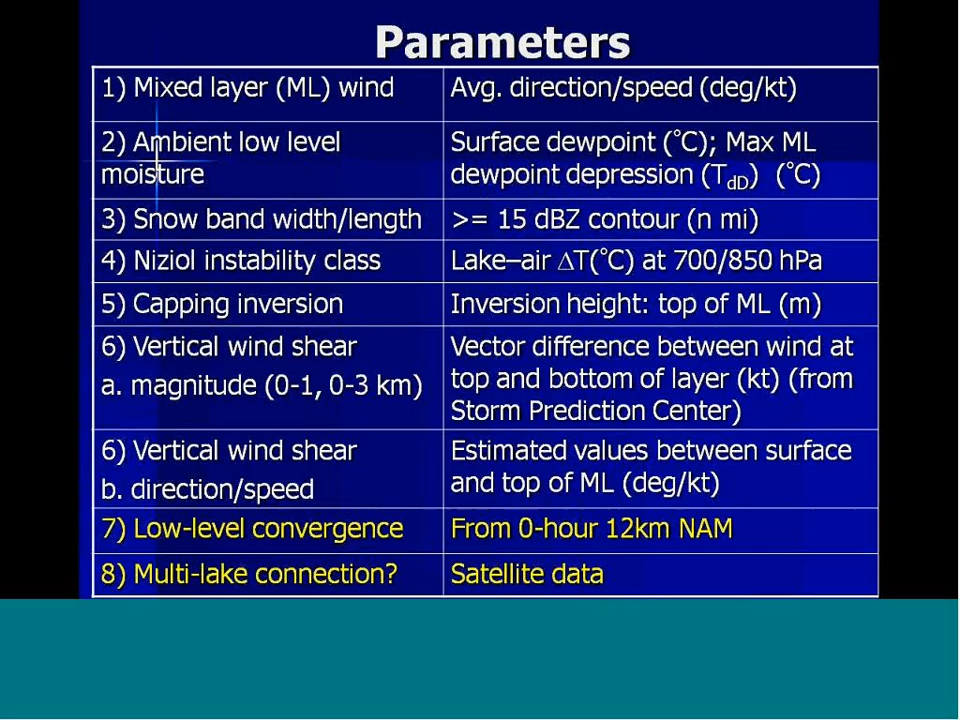 Parameters
1) Mixed layer (ML) wind
Avg. direction/speed (deg/kt)
2) Ambient low level
moisture
Surface dewpoint (°C); Max ML
dewpoint depression (TdD) (°C)
3) Snow band width/length
>= 15 dBZ contour (n mi)
4) Niziol instability class
Lake–air ΔT(°C) at 700/850 hPa
5) Capping inversion
Inversion height: top of ML (m)
6) Vertical wind shear
a. magnitude (0-1, 0-3 km)
Vector difference between wind at
top and bottom of layer (kt) (from
Storm Prediction Center)
6) Vertical wind shear
b. direction/speed
Estimated values between surface
and top of ML (deg/kt)
7) Low-level convergence
From 0-hour 12km NAM
8) Multi-lake connection?
Satellite data